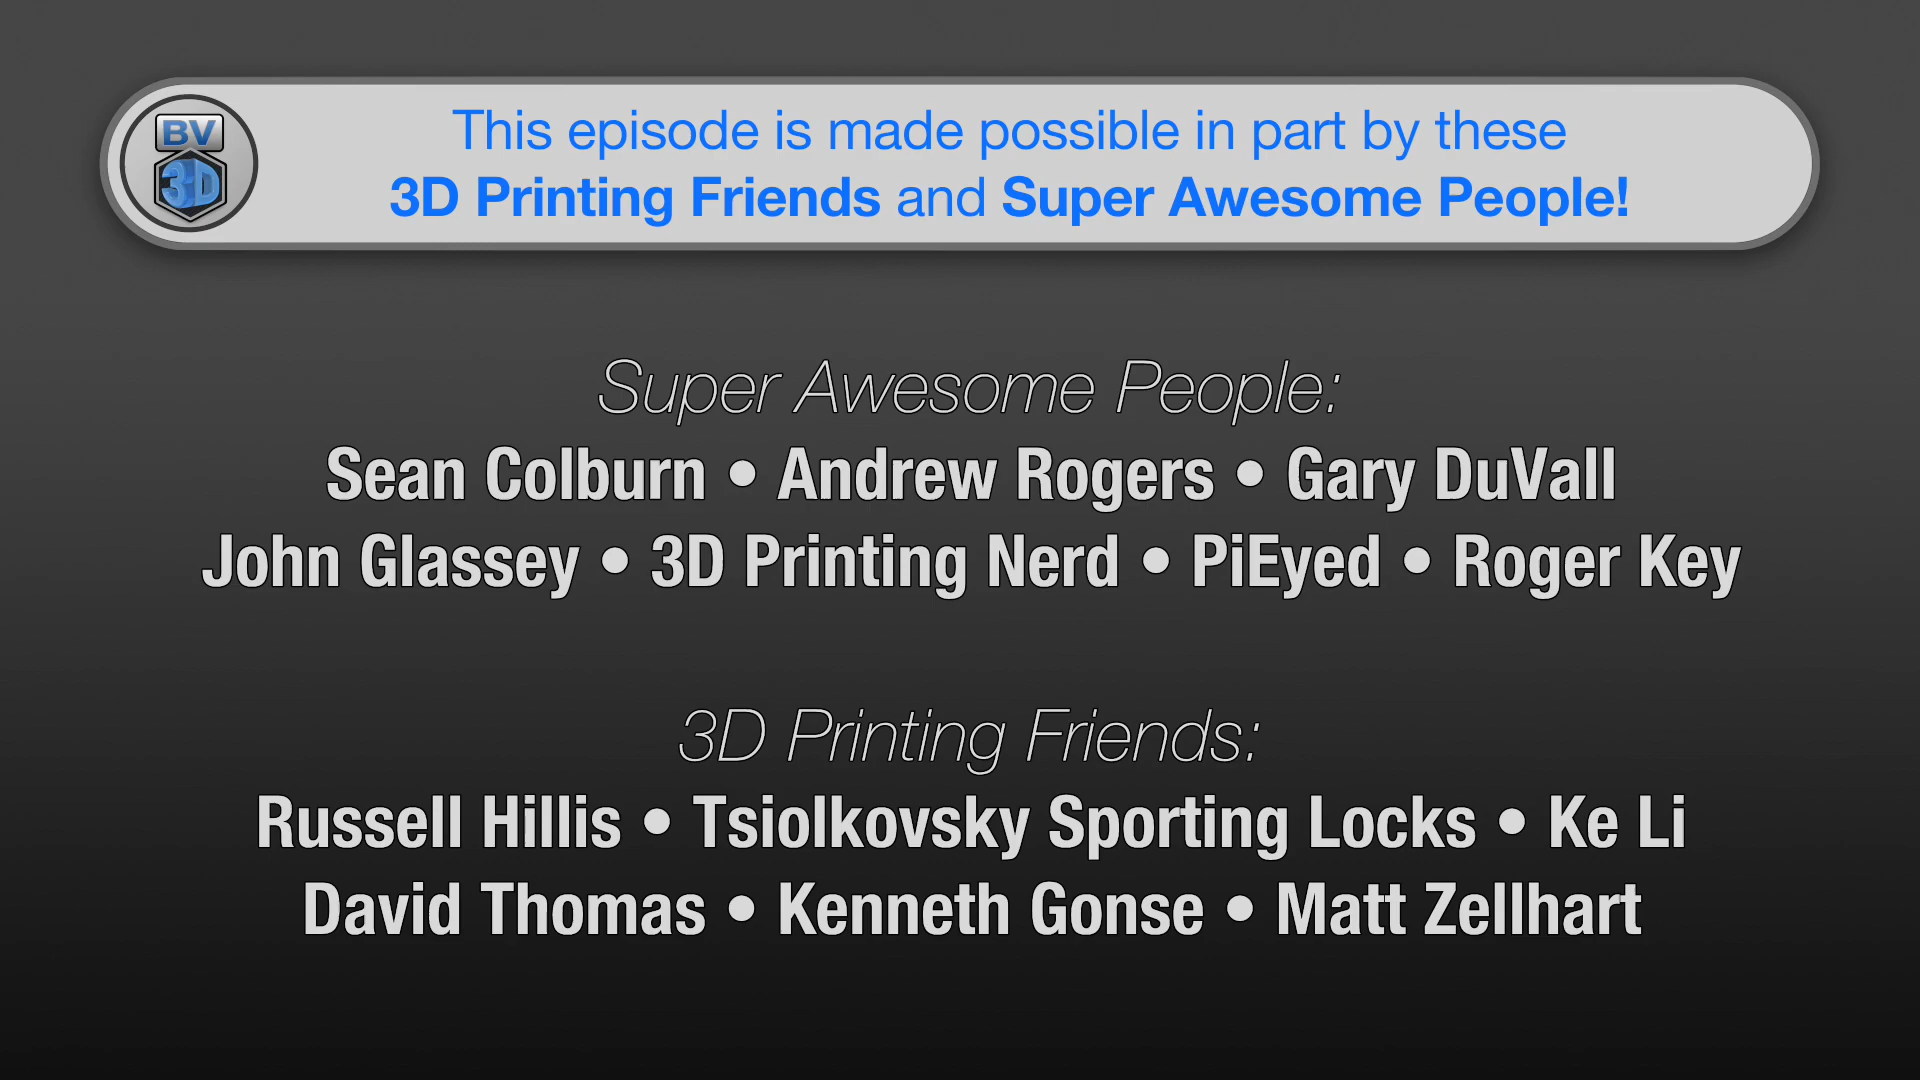 BV
3D
This episode is made possible in part by these
3D Printing Friends and Super Awesome People!
Super Awesome People:
Sean Colburn • Andrew Rogers • Gary DuVall
John Glassey • 3D Printing Nerd • PiEyed • Roger Key
3D Printing Friends:
Russell Hillis • Tsiolkovsky Sporting Locks • Ke Li
David Thomas • Kenneth Gonse • Matt Zellhart